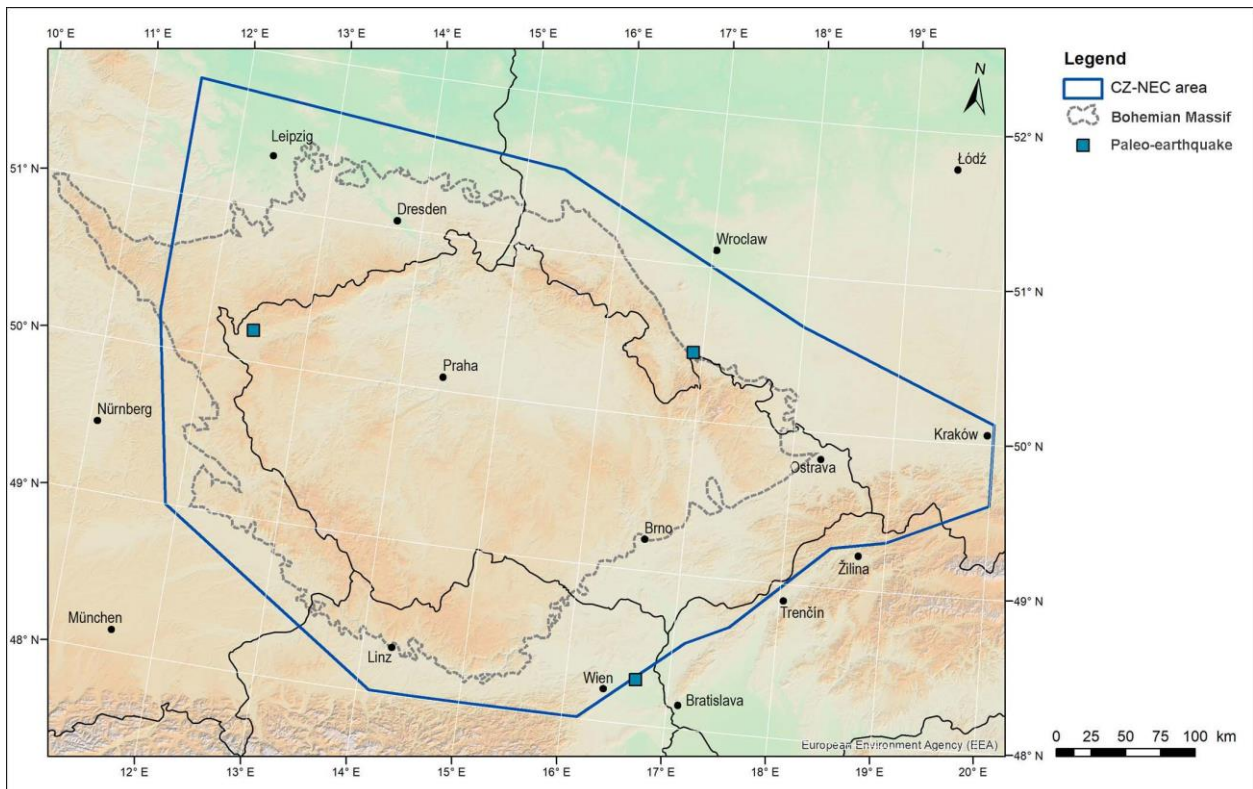 10° E 11° E 12° E 13° E 14° E 15° E 16° E 17° E 18° E 19° E
Legend
CZ-NEC area
Bohemian Massif
Paleo-earthquake
N
52° N
51° N
Leipzig
Łódź
Dresden
Wroclaw
51° N
50° N
Praha
Nürnberg
Kraków
50° N
49° N
Ostrava
Brno
Žilina
49° N
Trenčín
München
48° N
Linz
Wien
Bratislava
European Environment Agency (EEA)
48° N
0 25 50 75 100 km
12° E 13° E 14° E 15° E 16° E 17° E 18° E 19° E 20° E